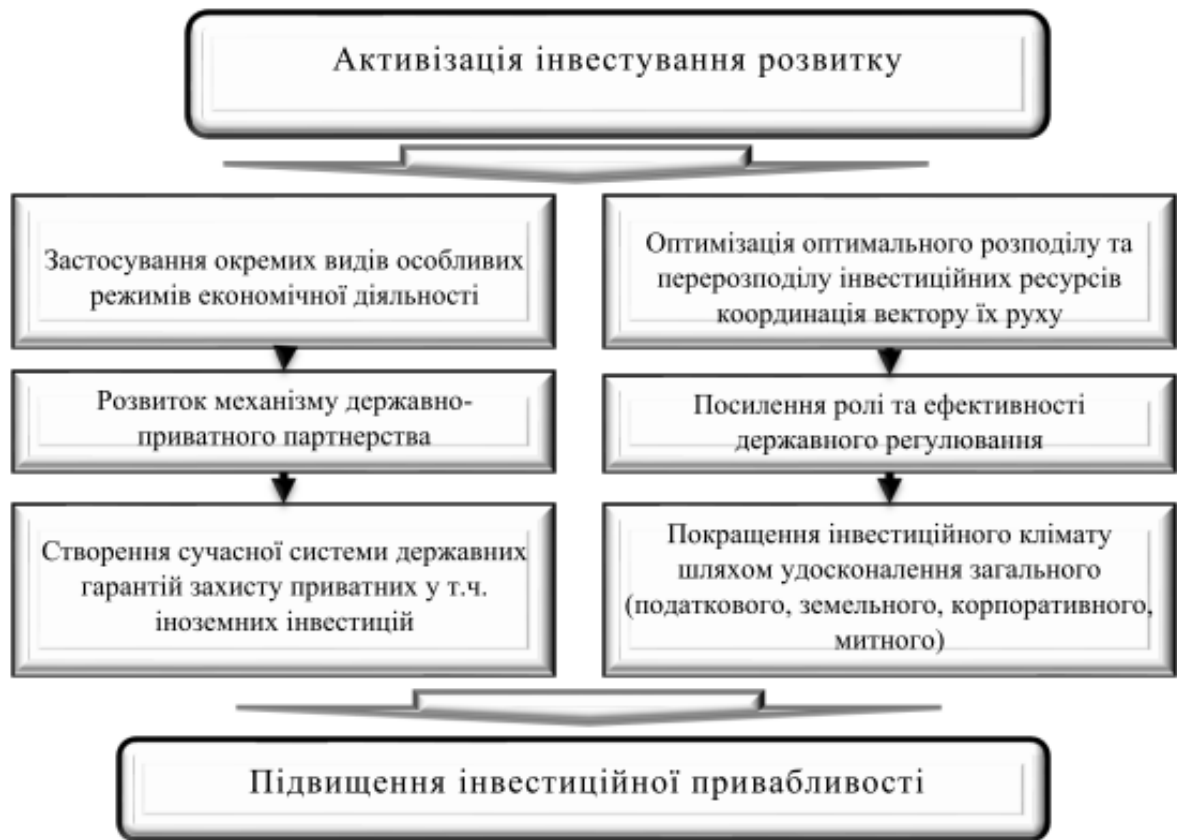 Активізація інвестування розвитку
Застосування окремих видів особливих
режимів економічної діяльності
Розвиток механізму державно-
приватного партнерства
Створення сучасної системи державних
гарантій захисту приватних у т.ч.
іноземних інвестицій
Оптимізація оптимального розподілу та
перерозподілу інвестиційних ресурсів
координація вектору їх руху
Посилення ролі та ефективності
державного регулювання
Покращення інвестиційного клімату
шляхом удосконалення загального
(податкового, земельного, корпоративного,
митного)
Підвищення інвестиційної привабливості